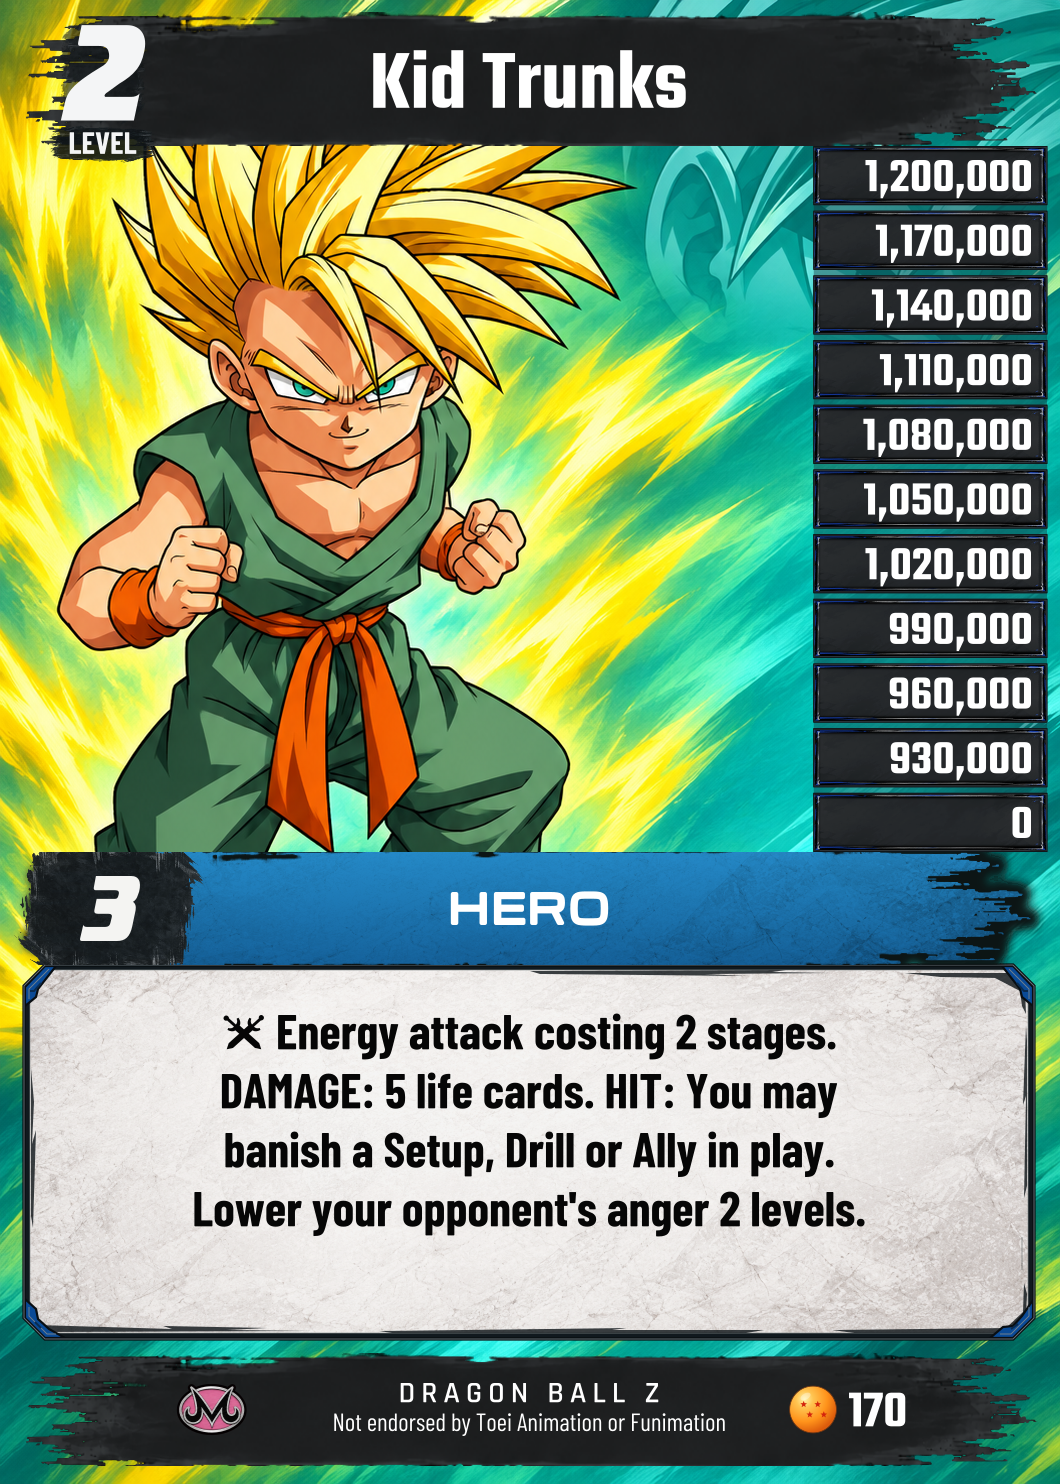 2
LEVEL
Kid Trunks
1,200,000
1,170,000
1,140,000
1,110,000
1,080,000
1,050,000
1,020,000
990,000
960,000
930,000
0
3
HERO
Energy attack costing 2 stages.
DAMAGE: 5 life cards. HIT: You may
banish a Setup, Drill or Ally in play.
Lower your opponent's anger 2 levels.
M
DRAGON BALL Z
Not endorsed by Toei Animation or Funimation
170